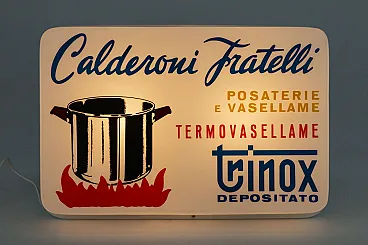 Calderoni Fratelli
POSATERIE
E VASELLAME
TERMOVASELLAME
trinox
DEPOSITATO